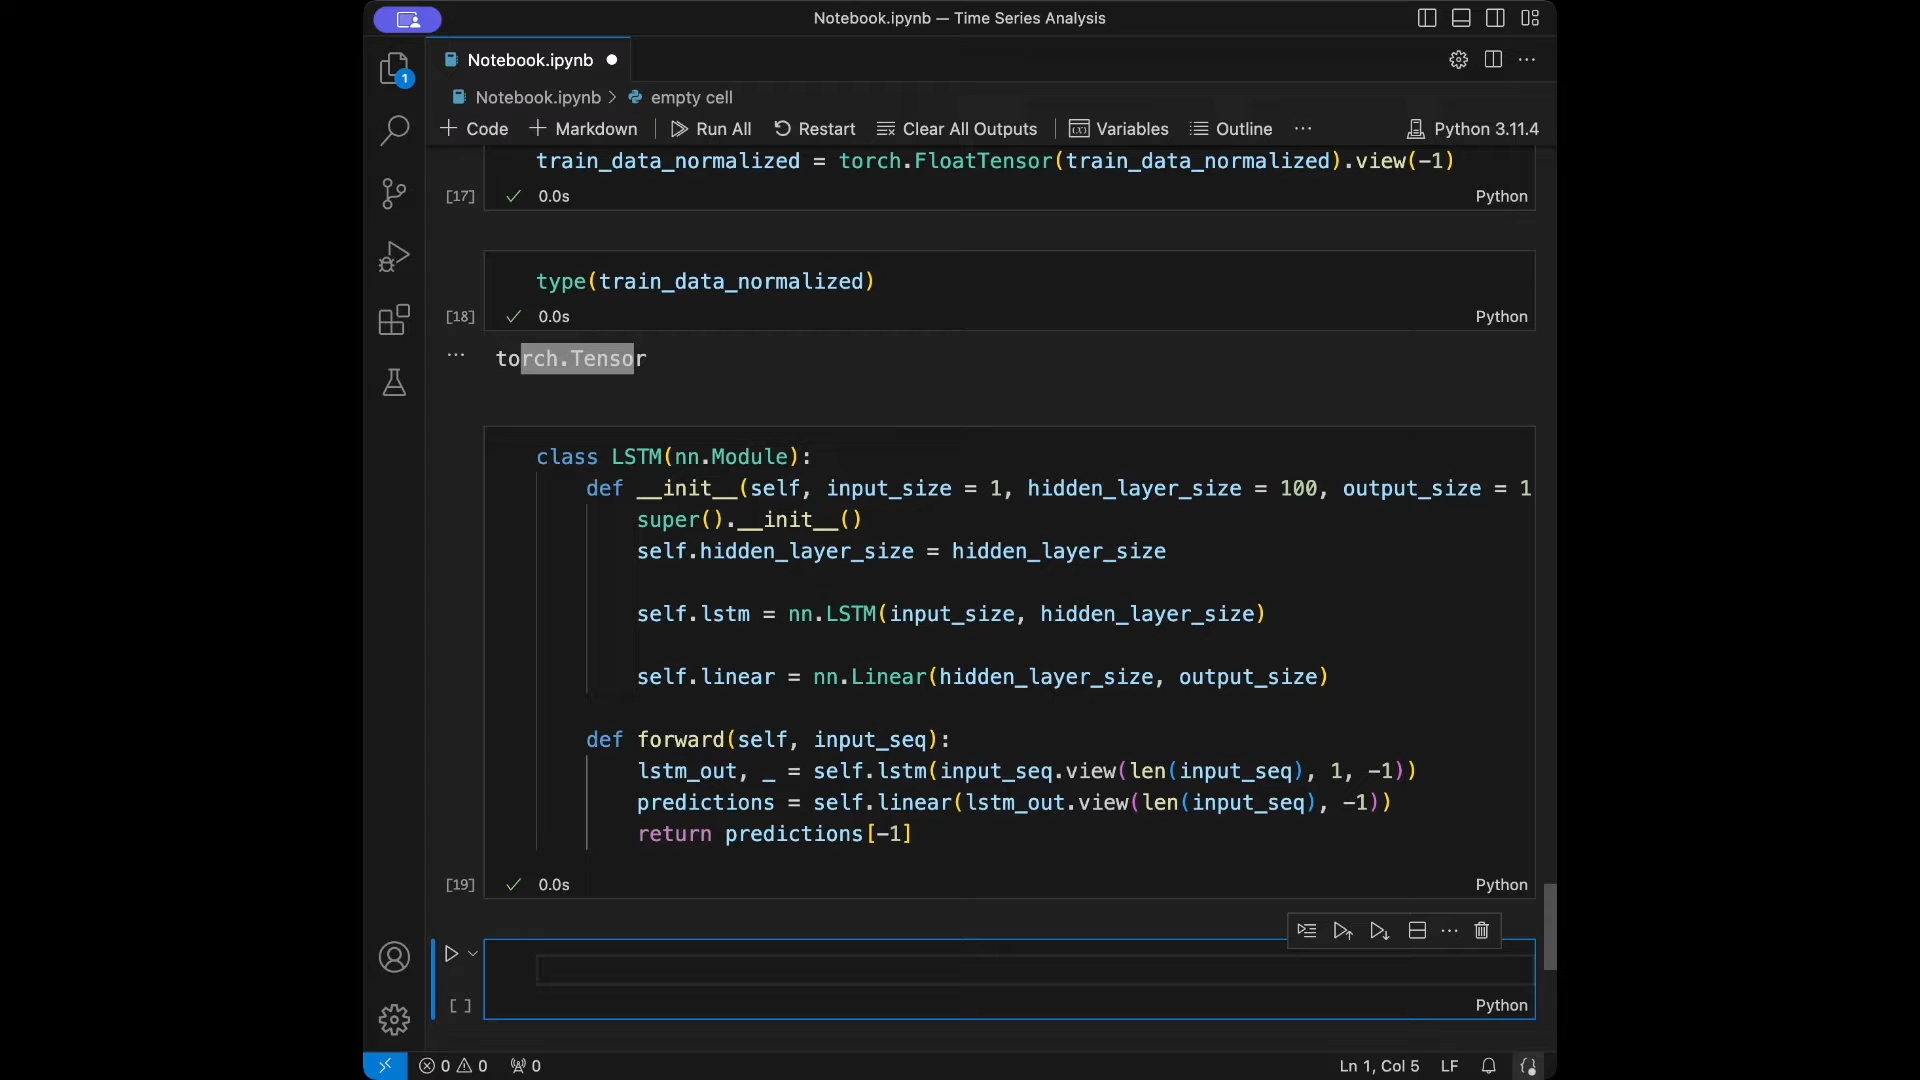 Notebook.ipynb — Time Series Analysis
Notebook.ipynb
1
Notebook.ipynb > empty cell
+ Code + Markdown Run All Restart Clear All Outputs Variables Outline ··· Python 3.11.4
train_data_normalized = torch.FloatTensor(train_data_normalized).view(-1)
[17] ✓ 0.0s Python
type(train_data_normalized)
[18] ✓ 0.0s Python
··· torch.Tensor
class LSTM(nn.Module):
def __init__(self, input_size = 1, hidden_layer_size = 100, output_size = 1
super().__init__()
self.hidden_layer_size = hidden_layer_size
self.lstm = nn.LSTM(input_size, hidden_layer_size)
self.linear = nn.Linear(hidden_layer_size, output_size)
def forward(self, input_seq):
lstm_out, _ = self.lstm(input_seq.view(len(input_seq), 1, -1))
predictions = self.linear(lstm_out.view(len(input_seq), -1))
return predictions[-1]
[19] ✓ 0.0s Python
[ ] Python
0 0 0 Ln 1, Col 5 LF